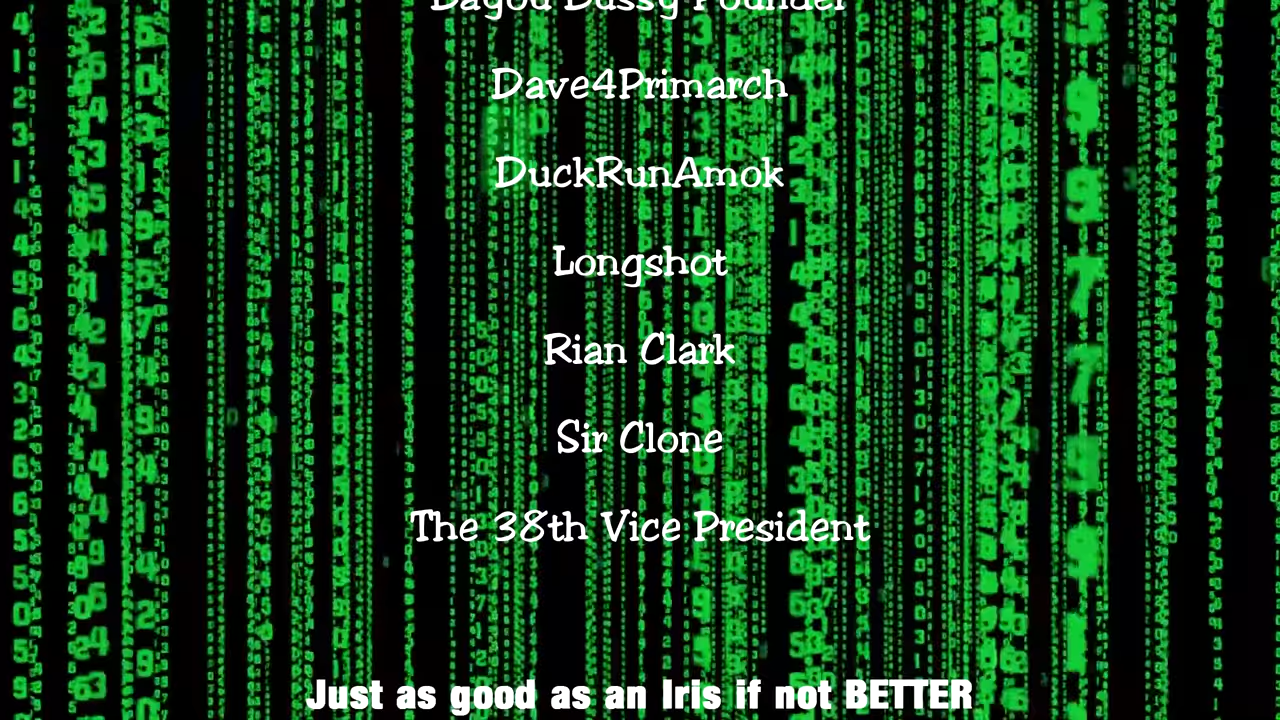 Dave4Primarch
DuckRunAmok
Longshot
Rian Clark
Sir Clone
The 38th Vice President
Just as good as an Iris if not BETTER